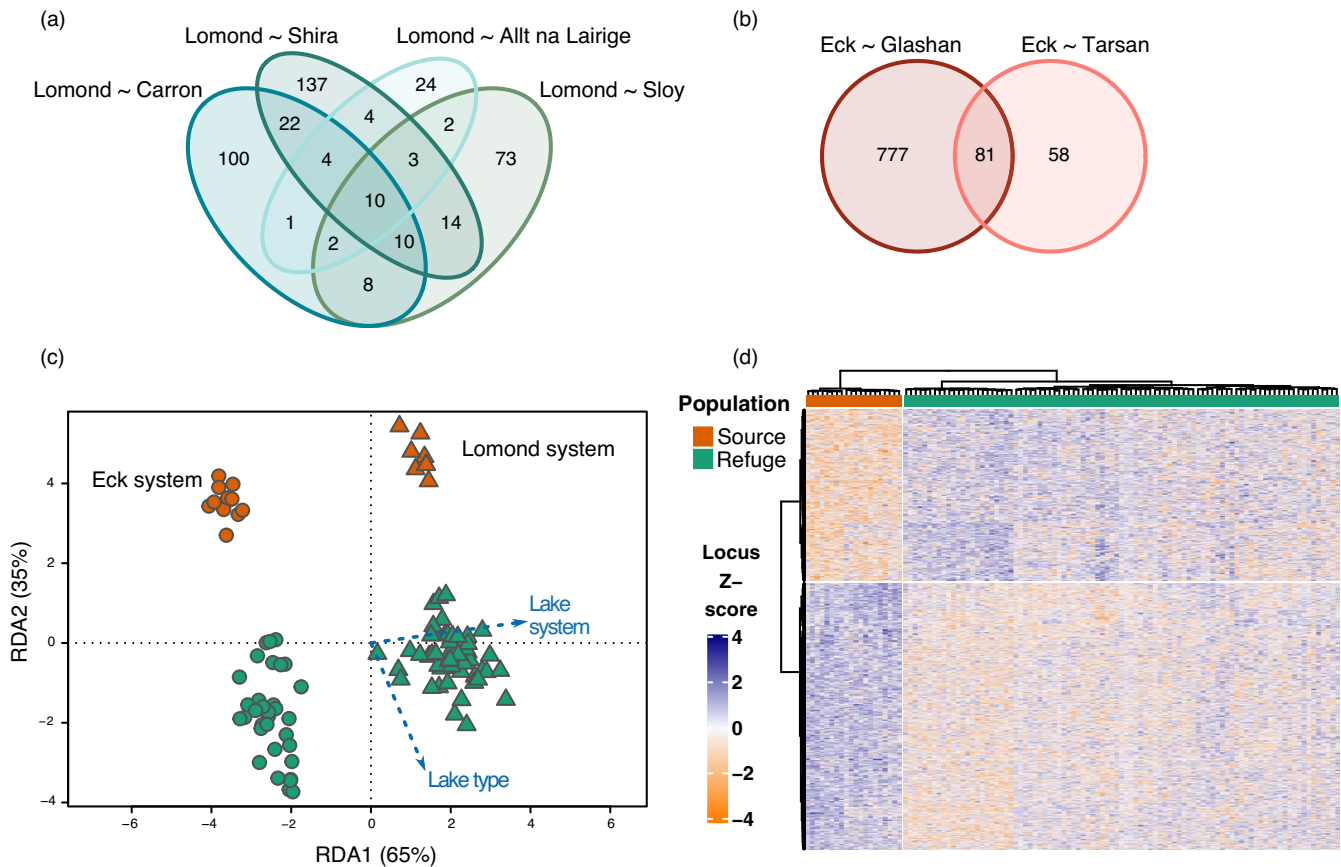 (a)
Lomond ~ Shira
Lomond ~ Allt na Lairige
Lomond ~ Carron
Lomond ~ Sloy
137
24
22
4
2
100
4
3
73
10
1
2
10
14
8
(b)
Eck ~ Glashan
Eck ~ Tarsan
777
81
58
(c)
Eck system
Lomond system
Lake
system
Lake type
4
2
0
−2
−4
−6
−4
−2
0
2
4
6
RDA2 (35%)
RDA1 (65%)
(d)
Population
Source
Refuge
Locus
Z−
score
4
2
0
−2
−4